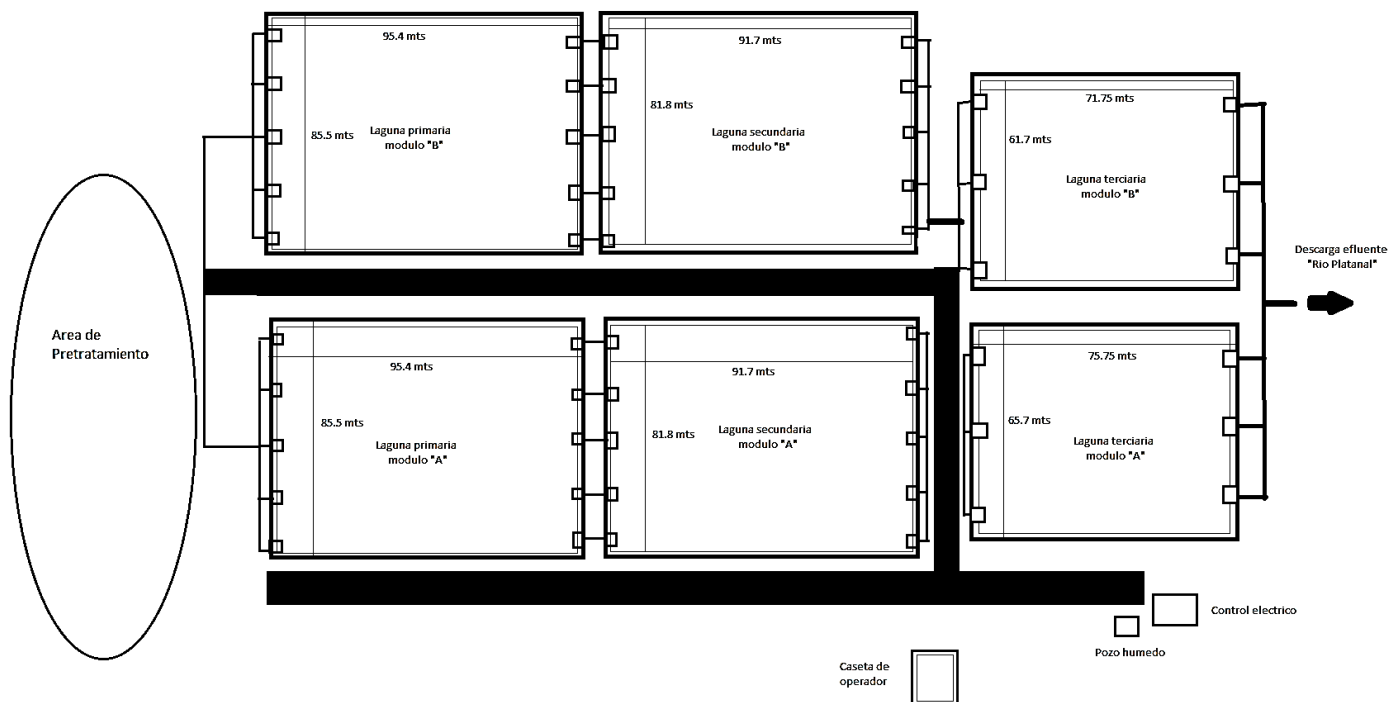 95.4 mts
85.5 mts
Laguna primaria
modulo "B"
91.7 mts
81.8 mts
Laguna secundaria
modulo "B"
71.75 mts
61.7 mts
Laguna terciaria
modulo "B"
Descarga efluente
"Rio Platanal"
Area de
Pretratamiento
95.4 mts
85.5 mts
Laguna primaria
modulo "A"
91.7 mts
81.8 mts
Laguna secundaria
modulo "A"
75.75 mts
65.7 mts
Laguna terciaria
modulo "A"
Control electrico
Pozo humedo
Caseta de
operador